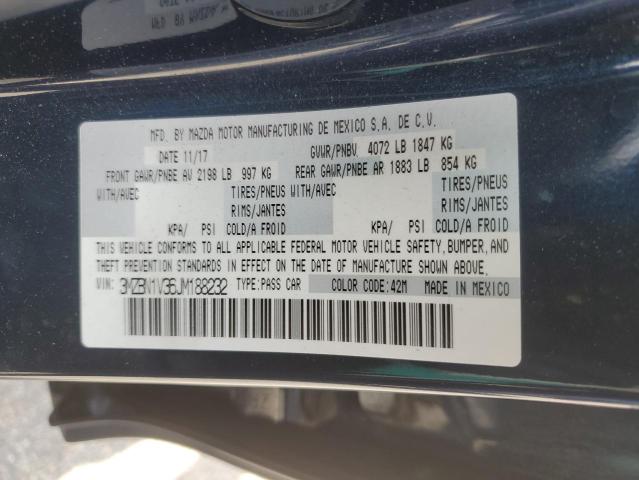 MFD. BY MAZDA MOTOR MANUFACTURING DE MEXICO S.A. DE C.V.
DATE 11/17 GVWR/PNBV 4072 LB 1847 KG
FRONT GAWR/PNBE AV 2198 LB 997 KG REAR GAWR/PNBE AR 1883 LB 854 KG
WITH/AVEC TIRES/PNEUS WITH/AVEC TIRES/PNEUS
RIMS/JANTES RIMS/JANTES
KPA/ PSI COLD/A FROID KPA/ PSI COLD/A FROID
THIS VEHICLE CONFORMS TO ALL APPLICABLE FEDERAL MOTOR VEHICLE SAFETY, BUMPER, AND
THEFT PREVENTION STANDARDS IN EFFECT ON THE DATE OF MANUFACTURE SHOWN ABOVE.
VIN: 3MZBN1V36JM188232 TYPE:PASS CAR COLOR CODE:42M MADE IN MEXICO